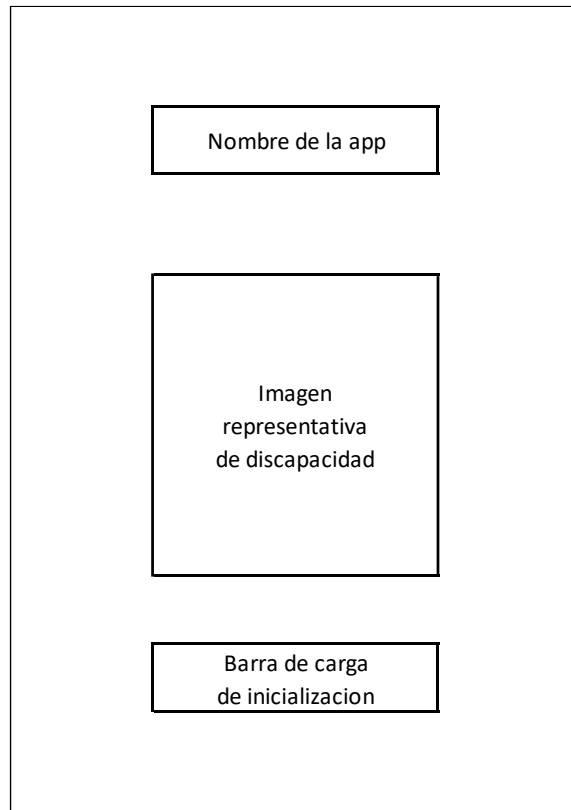 Nombre de la app
Imagen
representativa
de discapacidad
Barra de carga
de inicializacion